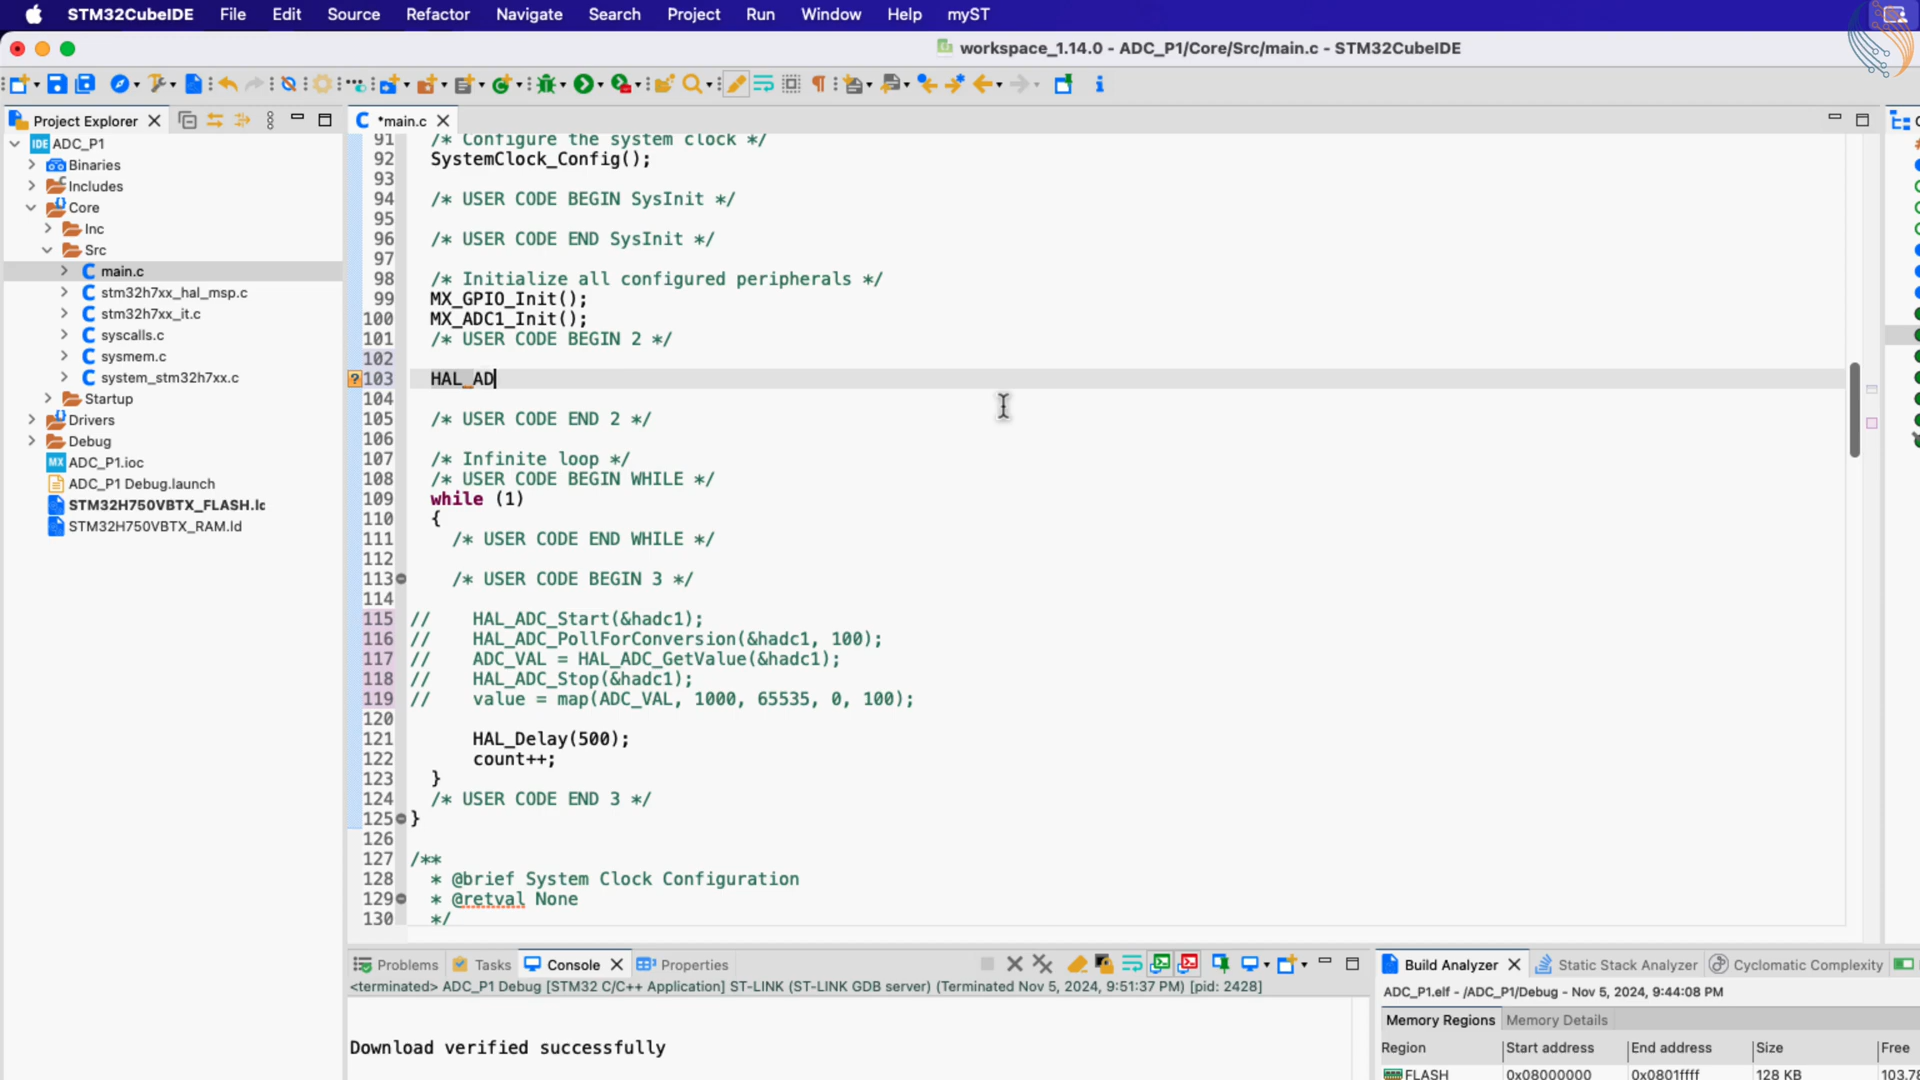 STM32CubeIDE File Edit Source Refactor Navigate Search Project Run Window Help myST
workspace_1.14.0 - ADC_P1/Core/Src/main.c - STM32CubeIDE
Project Explorer
ADC_P1
Binaries
Includes
Core
Inc
Src
main.c
stm32h7xx_hal_msp.c
stm32h7xx_it.c
syscalls.c
sysmem.c
system_stm32h7xx.c
Startup
Drivers
Debug
ADC_P1.ioc
ADC_P1 Debug.launch
STM32H750VBTX_FLASH.lc
STM32H750VBTX_RAM.ld
*main.c
91 /* Configure the system clock */
92 SystemClock_Config();
93
94 /* USER CODE BEGIN SysInit */
95
96 /* USER CODE END SysInit */
97
98 /* Initialize all configured peripherals */
99 MX_GPIO_Init();
100 MX_ADC1_Init();
101 /* USER CODE BEGIN 2 */
102
103 HAL_AD
104
105 /* USER CODE END 2 */
106
107 /* Infinite loop */
108 /* USER CODE BEGIN WHILE */
109 while (1)
110 {
111 /* USER CODE END WHILE */
112
113 /* USER CODE BEGIN 3 */
114
115 // HAL_ADC_Start(&hadc1);
116 // HAL_ADC_PollForConversion(&hadc1, 100);
117 // ADC_VAL = HAL_ADC_GetValue(&hadc1);
118 // HAL_ADC_Stop(&hadc1);
119 // value = map(ADC_VAL, 1000, 65535, 0, 100);
120
121 HAL_Delay(500);
122 count++;
123 }
124 /* USER CODE END 3 */
125 }
126
127 /**
128 * @brief System Clock Configuration
129 * @retval None
130 */
Problems Tasks Console Properties
<terminated> ADC_P1 Debug [STM32 C/C++ Application] ST-LINK (ST-LINK GDB server) (Terminated Nov 5, 2024, 9:51:37 PM) [pid: 2428]
Download verified successfully
Build Analyzer Static Stack Analyzer Cyclomatic Complexity
ADC_P1.elf - /ADC_P1/Debug - Nov 5, 2024, 9:44:08 PM
Memory Regions Memory Details
Region Start address End address Size Free
FLASH 0x08000000 0x0801ffff 128 KB 103.78